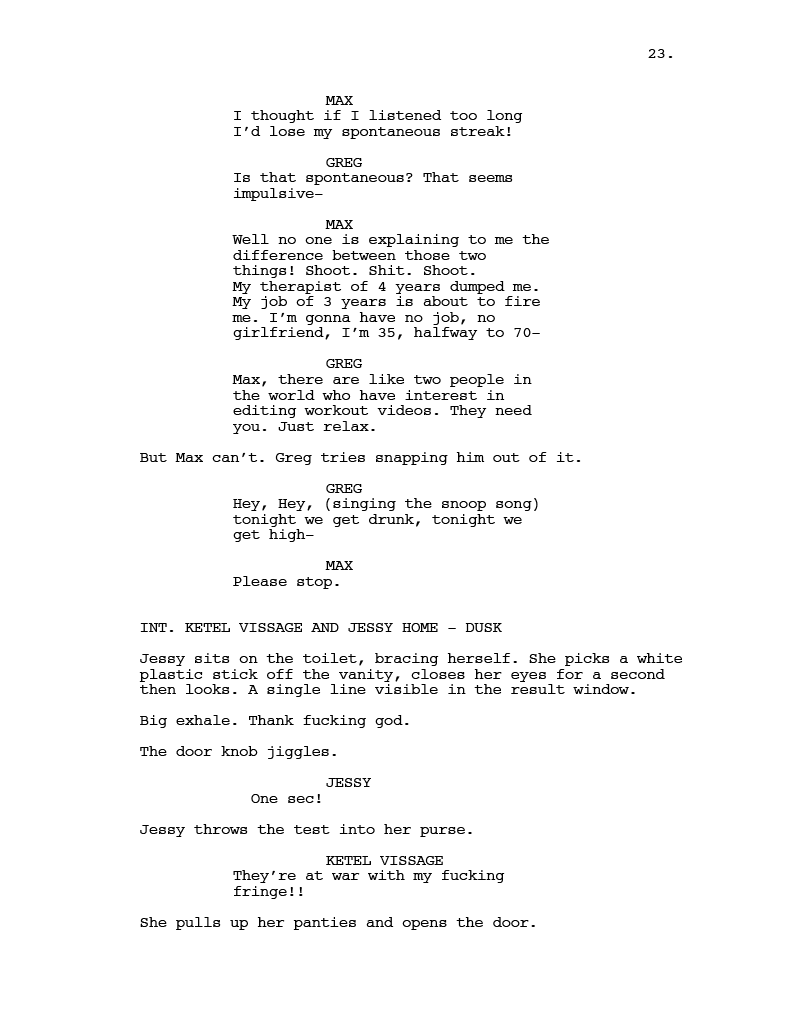 23.
MAX
I thought if I listened too long
I'd lose my spontaneous streak!
GREG
Is that spontaneous? That seems
impulsive-
MAX
Well no one is explaining to me the
difference between those two
things! Shoot. Shit. Shoot.
My therapist of 4 years dumped me.
My job of 3 years is about to fire
me. I'm gonna have no job, no
girlfriend, I'm 35, halfway to 70-
GREG
Max, there are like two people in
the world who have interest in
editing workout videos. They need
you. Just relax.
But Max can't. Greg tries snapping him out of it.
GREG
Hey, Hey, (singing the snoop song)
tonight we get drunk, tonight we
get high-
MAX
Please stop.
INT. KETEL VISSAGE AND JESSY HOME - DUSK
Jessy sits on the toilet, bracing herself. She picks a white
plastic stick off the vanity, closes her eyes for a second
then looks. A single line visible in the result window.
Big exhale. Thank fucking god.
The door knob jiggles.
JESSY
One sec!
Jessy throws the test into her purse.
KETEL VISSAGE
They're at war with my fucking
fringe!!
She pulls up her panties and opens the door.